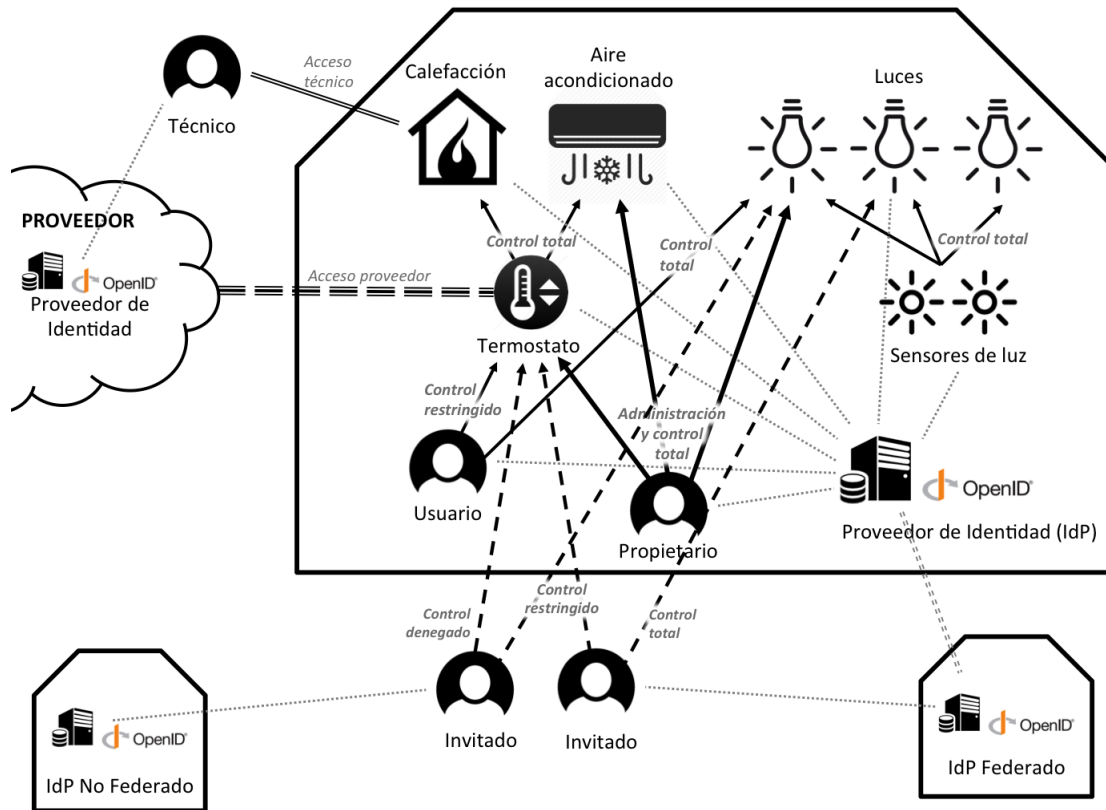 Acceso
técnico
Calefacción
Aire
acondicionado
Luces
Técnico
PROVEEDOR
OpenID®
Proveedor de
Identidad
Acceso proveedor
Control total
Control
total
Control total
Termostato
Sensores de luz
Control
restringido
Administración
y control
total
Usuario
Propietario
OpenID®
Proveedor de Identidad (IdP)
Control
denegado
Control
restringido
Control
total
OpenID®
IdP No Federado
Invitado
Invitado
OpenID®
IdP Federado